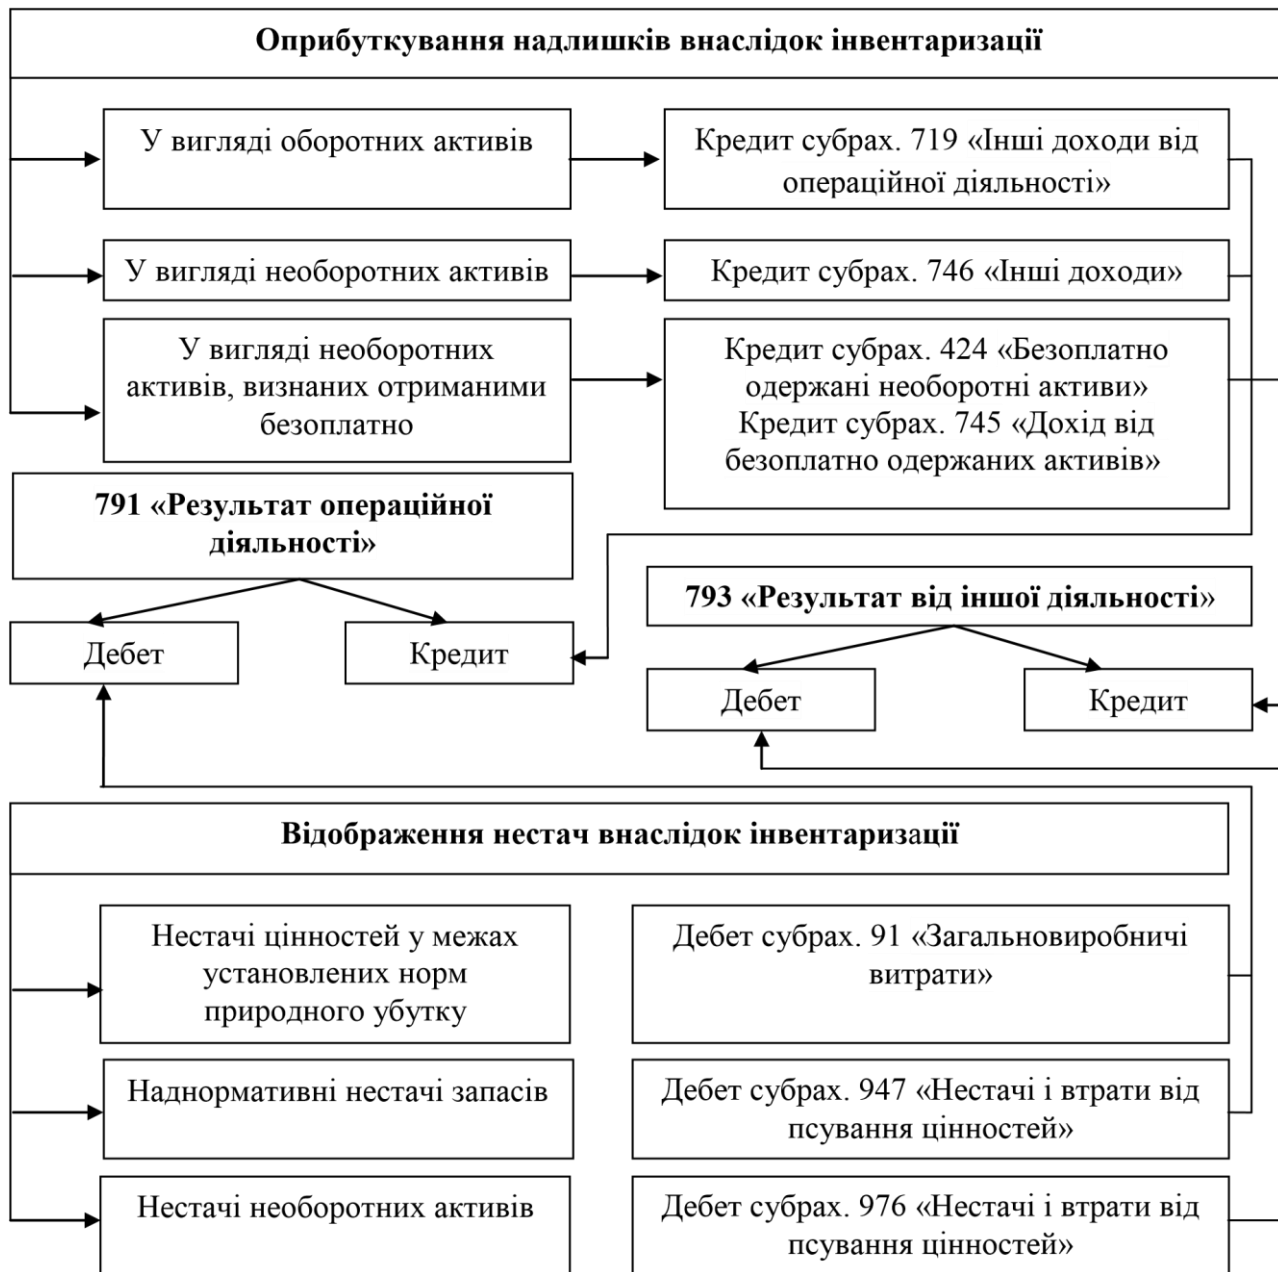 Оприбуткування надлишків внаслідок інвентаризації
У вигляді оборотних активів
Кредит субрах. 719 «Інші доходи від
операційної діяльності»
У вигляді необоротних активів
Кредит субрах. 746 «Інші доходи»
У вигляді необоротних
активів, визнаних отриманими
безоплатно
Кредит субрах. 424 «Безоплатно
одержані необоротні активи»
Кредит субрах. 745 «Дохід від
безоплатно одержаних активів»
791 «Результат операційної
діяльності»
Дебет
Кредит
793 «Результат від іншої діяльності»
Дебет
Кредит
Відображення нестач внаслідок інвентаризації
Нестачі цінностей у межах
установлених норм
природного убутку
Дебет субрах. 91 «Загальновиробничі
витрати»
Наднормативні нестачі запасів
Дебет субрах. 947 «Нестачі і втрати від
псування цінностей»
Нестачі необоротних активів
Дебет субрах. 976 «Нестачі і втрати від
псування цінностей»